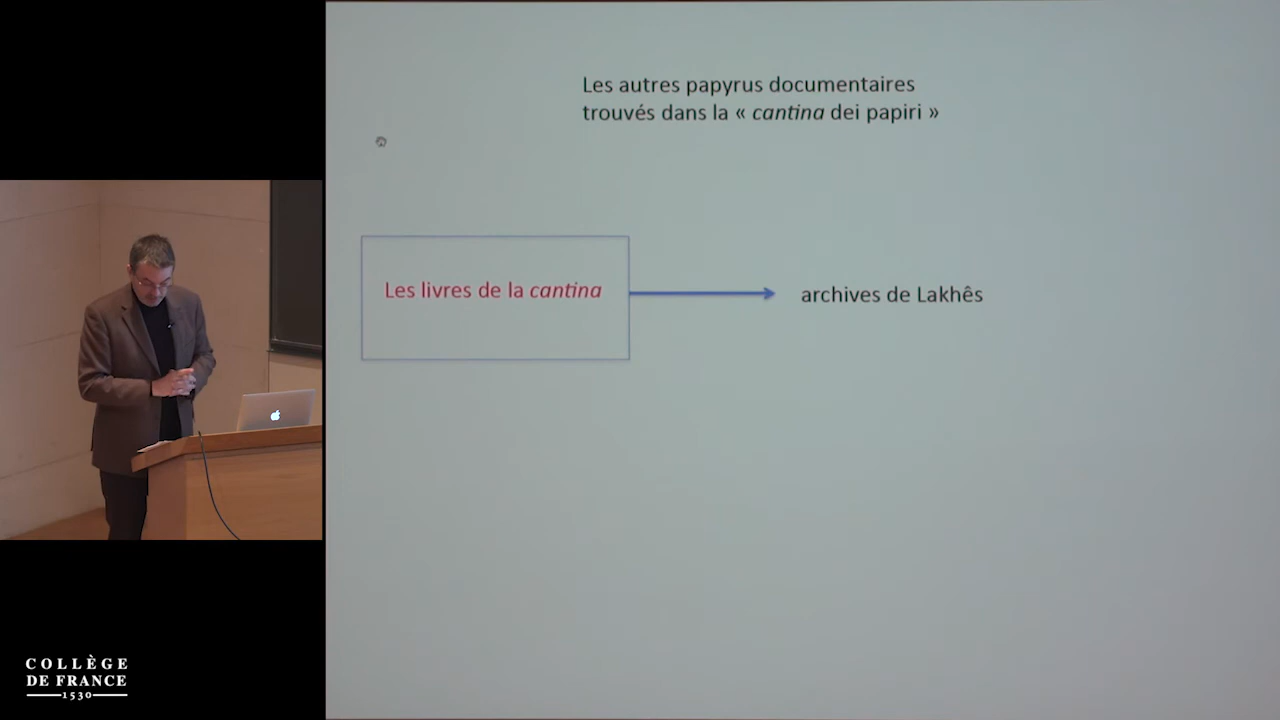 Les autres papyrus documentaires
trouvés dans la « cantina dei papiri »
Les livres de la cantina
archives de Lakhês
COLLÈGE
DE FRANCE
1530